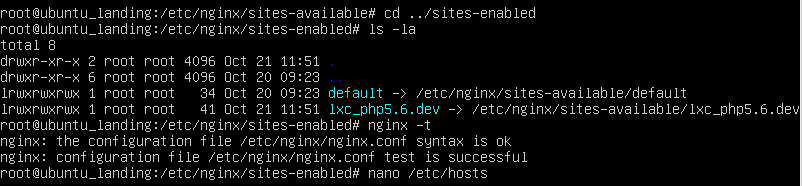 root@ubuntu_landing:/etc/nginx/sites-available# cd ../sites-enabled
root@ubuntu_landing:/etc/nginx/sites-enabled# ls -la
total 8
drwxr-xr-x 2 root root 4096 Oct 21 11:51 .
drwxr-xr-x 6 root root 4096 Oct 20 09:23 ..
lrwxrwxrwx 1 root root   34 Oct 20 09:23 default -> /etc/nginx/sites-available/default
lrwxrwxrwx 1 root root   41 Oct 21 11:51 lxc_php5.6.dev -> /etc/nginx/sites-available/lxc_php5.6.dev
root@ubuntu_landing:/etc/nginx/sites-enabled# nginx -t
nginx: the configuration file /etc/nginx/nginx.conf syntax is ok
nginx: configuration file /etc/nginx/nginx.conf test is successful
root@ubuntu_landing:/etc/nginx/sites-enabled# nano /etc/hosts